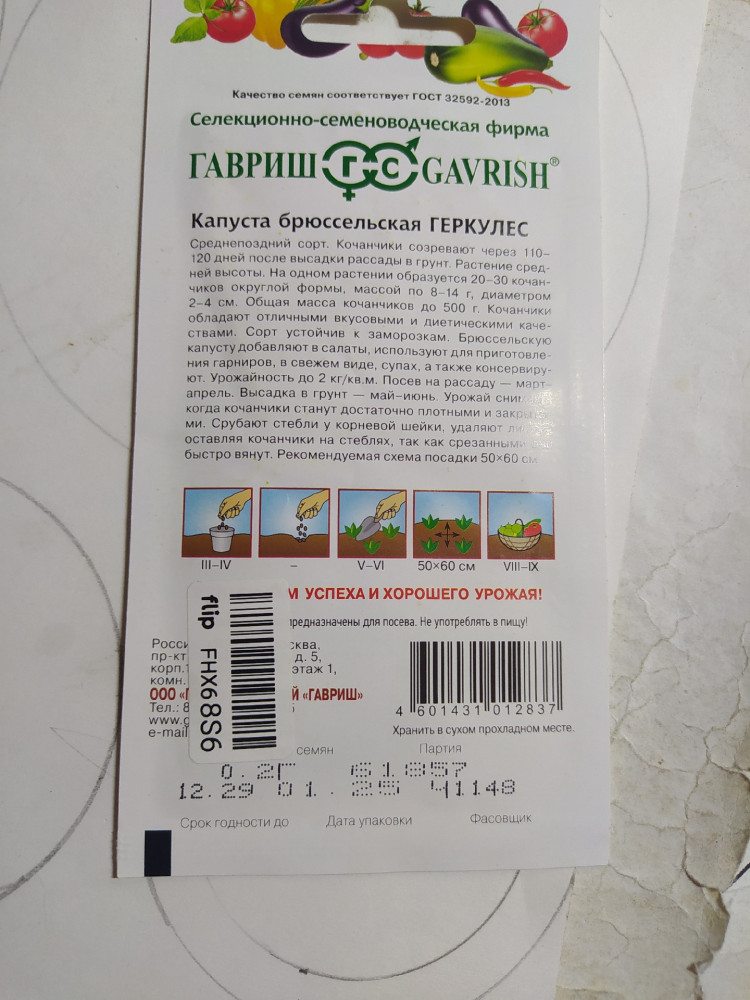 Качество семян соответствует ГОСТ 32592-2013
Селекционно-семеноводческая фирма
ГАВРИШ ГС GAVRISH®
Капуста брюссельская ГЕРКУЛЕС
Среднепоздний сорт. Кочанчики созревают через 110–
120 дней после высадки рассады в грунт. Растение сред-
ней высоты. На одном растении образуется 20–30 кочан-
чиков округлой формы, массой по 8–14 г, диаметром
2–4 см. Общая масса кочанчиков до 500 г. Кочанчики
обладают отличными вкусовыми и диетическими каче-
ствами. Сорт устойчив к заморозкам. Брюссельскую
капусту добавляют в салаты, используют для приготовле-
ния гарниров, в свежем виде, супах, а также консервиру-
ют. Урожайность до 2 кг/кв.м. Посев на рассаду — март-
апрель. Высадка в грунт — май–июнь. Урожай
когда кочанчики станут достаточно плотными и
ми. Срубают стебли у корневой шейки, удаляют
оставляя кочанчики на стеблях, так как срезанными
быстро вянут. Рекомендуемая схема посадки 50×60 см
III–IV – V–VI 50×60 см VIII–IX
М УСПЕХА И ХОРОШЕГО УРОЖАЯ!
предназначены для посева. Не употреблять в пищу!
Росси сква,
пр-кт д. 5,
корп.1 этаж 1,
комн.
ООО «Г Й «ГАВРИШ»
Тел.: 8
www.g
e-mail
flip FHX68S6
4 601431 012837
Хранить в сухом прохладном месте.
семян Партия
0.2Г 61857
12.29 01.25 41148
Срок годности до Дата упаковки Фасовщик